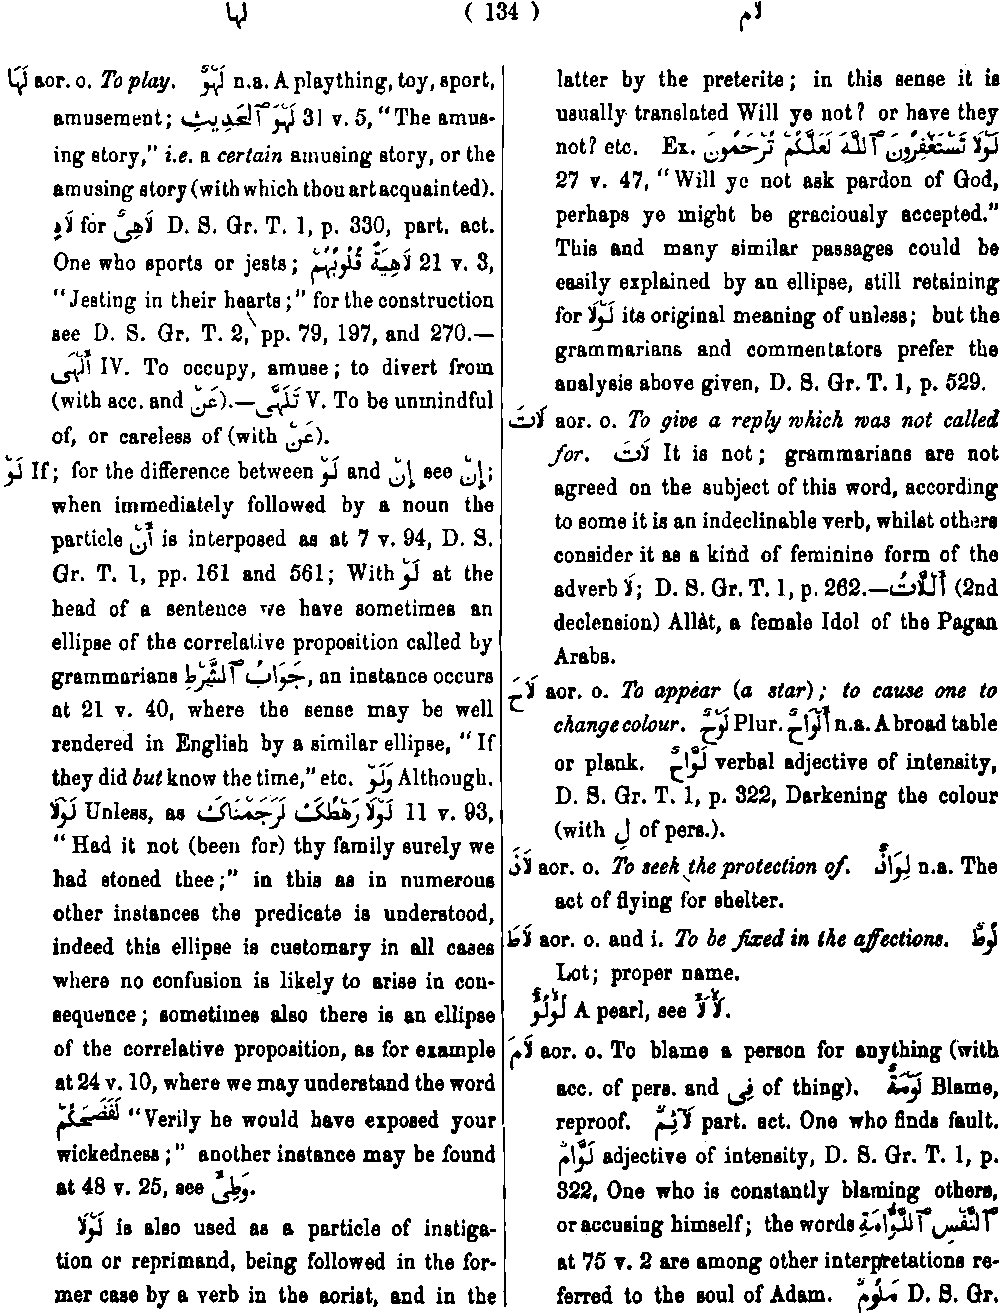 لها ( 134 ) لام
لَهَا aor. o. To play. لَهْوٌ n.a. A plaything, toy, sport,
amusement; لَهْوَ ٱلْحَدِيثِ 31 v. 5, "The amus-
ing story," i.e. a certain amusing story, or the
amusing story (with which thou art acquainted).
لَاهٍ for لَاهِىٌ D. S. Gr. T. 1, p. 330, part. act.
One who sports or jests; لَاهِيَةً قُلُوبُهُمْ 21 v. 3,
"Jesting in their hearts;" for the construction
see D. S. Gr. T. 2, pp. 79, 197, and 270.—
أَلْهَى IV. To occupy, amuse; to divert from
(with acc. and عَنْ).—تَلَهَّى V. To be unmindful
of, or careless of (with عَنْ).
لَوْ If; for the difference between لَوْ and إِنْ see إِنْ;
when immediately followed by a noun the
particle أَنَّ is interposed as at 7 v. 94, D. S.
Gr. T. 1, pp. 161 and 561; With لَوْ at the
head of a sentence we have sometimes an
ellipse of the correlative proposition called by
grammarians جَوَابُ ٱلشَّرْطِ, an instance occurs
at 21 v. 40, where the sense may be well
rendered in English by a similar ellipse, "If
they did but know the time," etc. وَلَوْ Although.
لَوْلَا Unless, as لَوْلَا رَهْطُكَ لَرَجَمْنَاكَ 11 v. 93,
"Had it not (been for) thy family surely we
had stoned thee;" in this as in numerous
other instances the predicate is understood,
indeed this ellipse is customary in all cases
where no confusion is likely to arise in con-
sequence; sometimes also there is an ellipse
of the correlative proposition, as for example
at 24 v. 10, where we may understand the word
لَفَضَحَكُمْ "Verily he would have exposed your
wickedness;" another instance may be found
at 48 v. 25, see وَطِئَ.
لَوْلَا is also used as a particle of instiga-
tion or reprimand, being followed in the for-
mer case by a verb in the aorist, and in the
latter by the preterite; in this sense it is
usually translated Will ye not? or have they
not? etc. Ex. لَوْلَا تَسْتَغْفِرُونَ ٱللَّهَ لَعَلَّكُمْ تُرْحَمُونَ
27 v. 47, "Will ye not ask pardon of God,
perhaps ye might be graciously accepted."
This and many similar passages could be
easily explained by an ellipse, still retaining
for لَوْلَا its original meaning of unless; but the
grammarians and commentators prefer the
analysis above given, D. S. Gr. T. 1, p. 529.
لَاتَ aor. o. To give a reply which was not called
for. لَاتَ It is not; grammarians are not
agreed on the subject of this word, according
to some it is an indeclinable verb, whilst others
consider it as a kind of feminine form of the
adverb لَا; D. S. Gr. T. 1, p. 262.—ٱللَّاتُ (2nd
declension) Allât, a female Idol of the Pagan
Arabs.
لَاحَ aor. o. To appear (a star); to cause one to
change colour. لَوْحٌ Plur. أَلْوَاحٌ n.a. A broad table
or plank. لَوَّاحٌ verbal adjective of intensity,
D. S. Gr. T. 1, p. 322, Darkening the colour
(with لِ of pers.).
لَاذَ aor. o. To seek the protection of. لِوَاذٌ n.a. The
act of flying for shelter.
لَاطَ aor. o. and i. To be fixed in the affections. لُوطٌ
Lot; proper name.
لُؤْلُؤٌ A pearl, see لَأْلَأَ.
لَامَ aor. o. To blame a person for anything (with
acc. of pers. and فِى of thing). لَوْمَةٌ Blame,
reproof. لَآئِمٌ part. act. One who finds fault.
لَوَّامٌ adjective of intensity, D. S. Gr. T. 1, p.
322, One who is constantly blaming others,
or accusing himself; the words ٱلنَّفْسِ ٱللَّوَّامَةِ
at 75 v. 2 are among other interpretations re-
ferred to the soul of Adam. مَلُومٌ D. S. Gr.